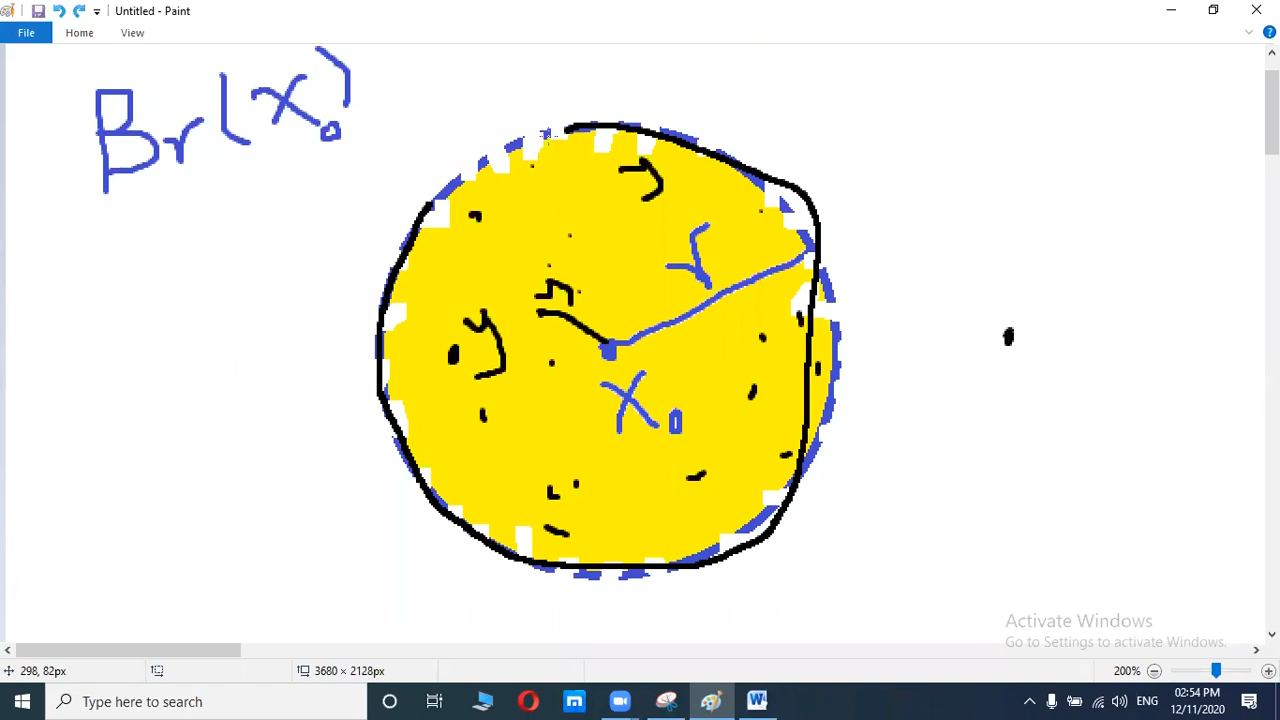 Untitled - Paint
File Home View
Br(x₀)
y
r
y
y
x₀
Activate Windows
Go to Settings to activate Windows.
298, 82px
3680 × 2128px
200%
Type here to search
W
ENG
02:54 PM
12/11/2020